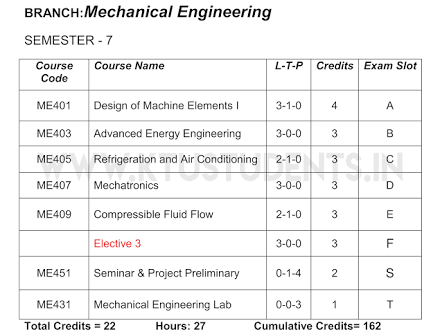 BRANCH:Mechanical Engineering
SEMESTER - 7
Course Code Course Name L-T-P Credits Exam Slot
ME401 Design of Machine Elements I 3-1-0 4 A
ME403 Advanced Energy Engineering 3-0-0 3 B
ME405 Refrigeration and Air Conditioning 2-1-0 3 C
WWW.KTUSTUDENTS.IN
ME407 Mechatronics 3-0-0 3 D
ME409 Compressible Fluid Flow 2-1-0 3 E
Elective 3 3-0-0 3 F
ME451 Seminar & Project Preliminary 0-1-4 2 S
ME431 Mechanical Engineering Lab 0-0-3 1 T
Total Credits = 22 Hours: 27 Cumulative Credits= 162